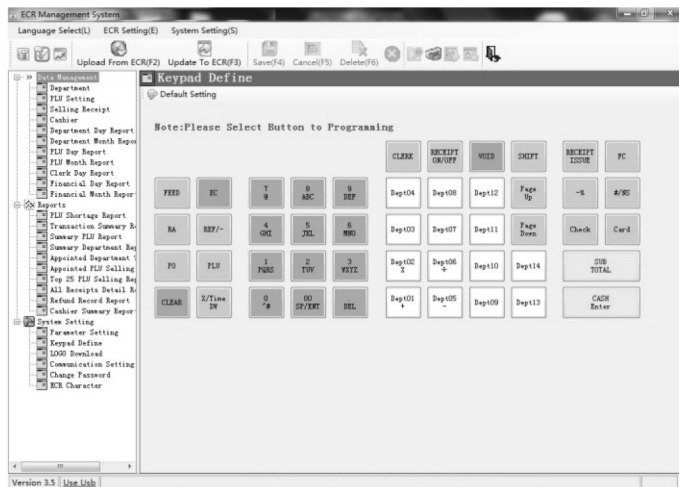 ECR Management System
Language Select(L) ECR Setting(E) System Setting(S)
Upload From ECR(F2) Update To ECR(F3) Save(F4) Cancel(F5) Delete(F6)
Data Management
Department
PLU Setting
Selling Receipt
Cashier
Department Day Report
Department Month Repor
PLU Day Report
PLU Month Report
Clerk Day Report
Financial Day Report
Financial Month Repor
Reports
PLU Shortage Report
Transaction Summary R
Summary PLU Report
Summary Department Rep
Appointed Department
Appointed PLU Selling
Top 25 PLU Selling Rep
All Receipts Detail R
Refund Record Report
Cashier Summary Repor
System Setting
Parameter Setting
Keypad Define
LOGO Download
Communication Setting
Change Password
ECR Character
Keypad Define
Default Setting
Note:Please Select Button to Programming
CLERK RECEIPT ON/OFF VOID SHIFT RECEIPT ISSUE FC
FEED EC 7 @ 8 ABC 9 DEF Dept04 Dept08 Dept12 Page Up -% #/NS
RA REP/- 4 GHI 5 JKL 6 MNO Dept03 Dept07 Dept11 Page Down Check Card
PO PLU 1 PQRS 2 TUV 3 WXYZ Dept02 X Dept06 ÷ Dept10 Dept14 SUB TOTAL
CLEAR X/Time DW 0 ^# 00 SP/ENT DEL Dept01 + Dept05 - Dept09 Dept13 CASH Enter
Version 3.5 Use Usb